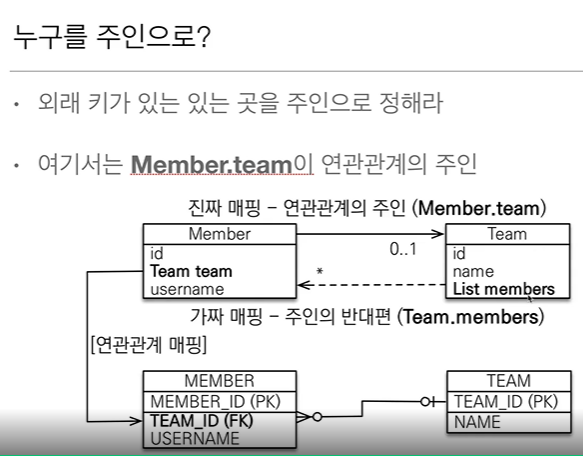 누구를 주인으로?
• 외래 키가 있는 있는 곳을 주인으로 정해라
• 여기서는 Member.team이 연관관계의 주인
진짜 매핑 - 연관관계의 주인 (Member.team)
Member
id
Team team
username
0..1
*
Team
id
name
List members
가짜 매핑 - 주인의 반대편 (Team.members)
[연관관계 매핑]
MEMBER
MEMBER_ID (PK)
TEAM_ID (FK)
USERNAME
TEAM
TEAM_ID (PK)
NAME